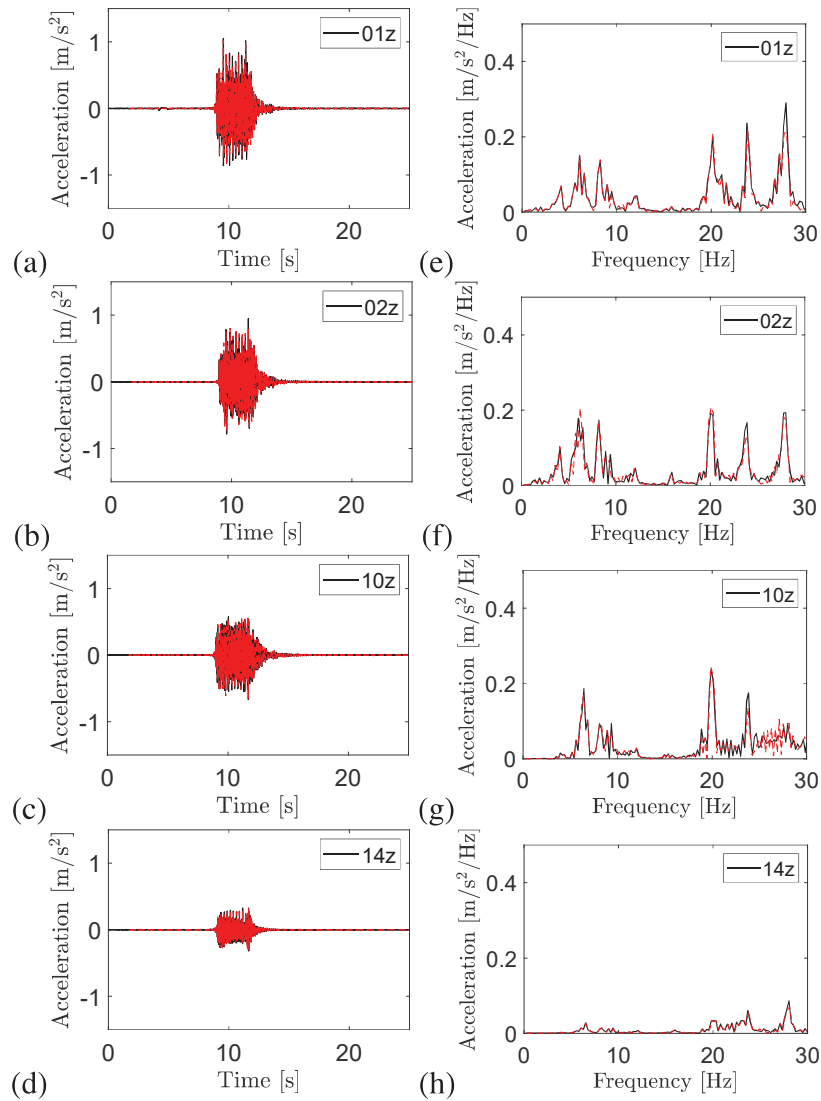 01z
Acceleration [m/s²]
1
0
-1
0
10
20
Time [s]
(a)
01z
Acceleration [m/s²/Hz]
0.4
0.2
0
0
10
20
30
Frequency [Hz]
(e)
02z
Acceleration [m/s²]
1
0
-1
0
10
20
Time [s]
(b)
02z
Acceleration [m/s²/Hz]
0.4
0.2
0
0
10
20
30
Frequency [Hz]
(f)
10z
Acceleration [m/s²]
1
0
-1
0
10
20
Time [s]
(c)
10z
Acceleration [m/s²/Hz]
0.4
0.2
0
0
10
20
30
Frequency [Hz]
(g)
14z
Acceleration [m/s²]
1
0
-1
0
10
20
Time [s]
(d)
14z
Acceleration [m/s²/Hz]
0.4
0.2
0
0
10
20
30
Frequency [Hz]
(h)